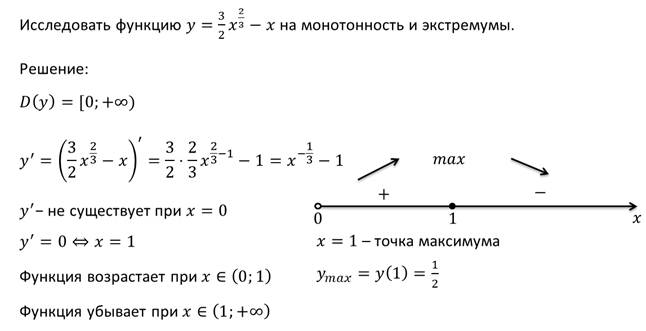 Исследовать функцию y = 3/2 x^(2/3) − x на монотонность и экстремумы.
Решение:
D(y) = [0; +∞)
y′ = (3/2 x^(2/3) − x)′ = 3/2 · 2/3 x^(2/3 − 1) − 1 = x^(−1/3) − 1
y′– не существует при x = 0
y′ = 0 ⇔ x = 1
Функция возрастает при x ∈ (0; 1)
Функция убывает при x ∈ (1; +∞)
max
+ −
0 1 x
x = 1 – точка максимума
y_max = y(1) = 1/2